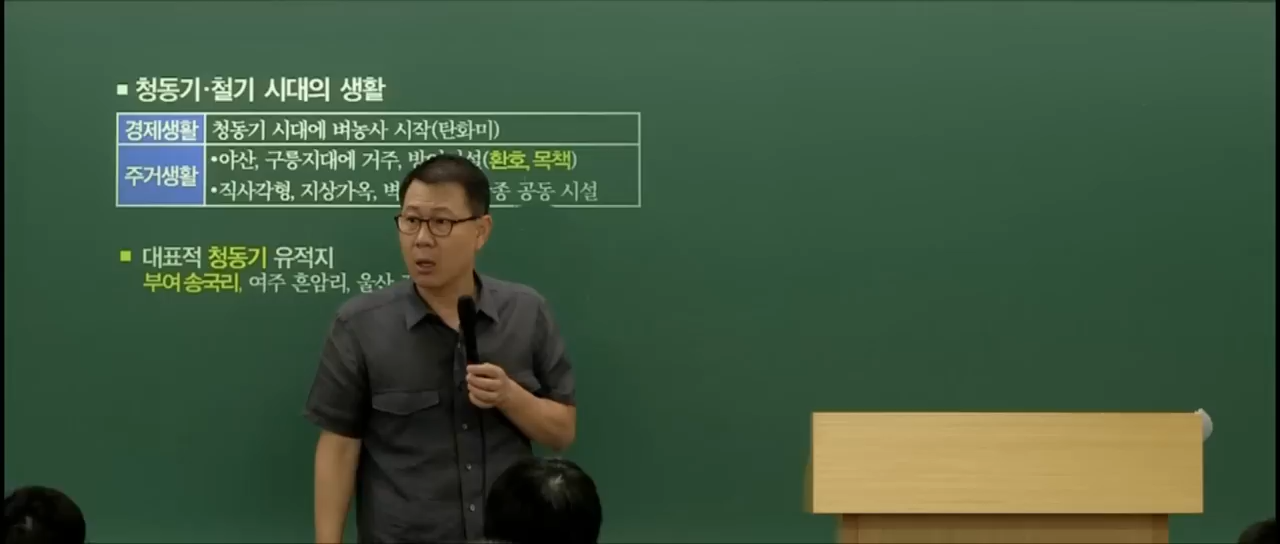 ▪ 청동기·철기 시대의 생활
경제생활 청동기 시대에 벼농사 시작(탄화미)
주거생활
•야산, 구릉지대에 거주, (환호, 목책)
•직사각형, 지상가옥, 벽 종 공동 시설
▪ 대표적 청동기 유적지
부여 송국리, 여주 흔암리, 울산